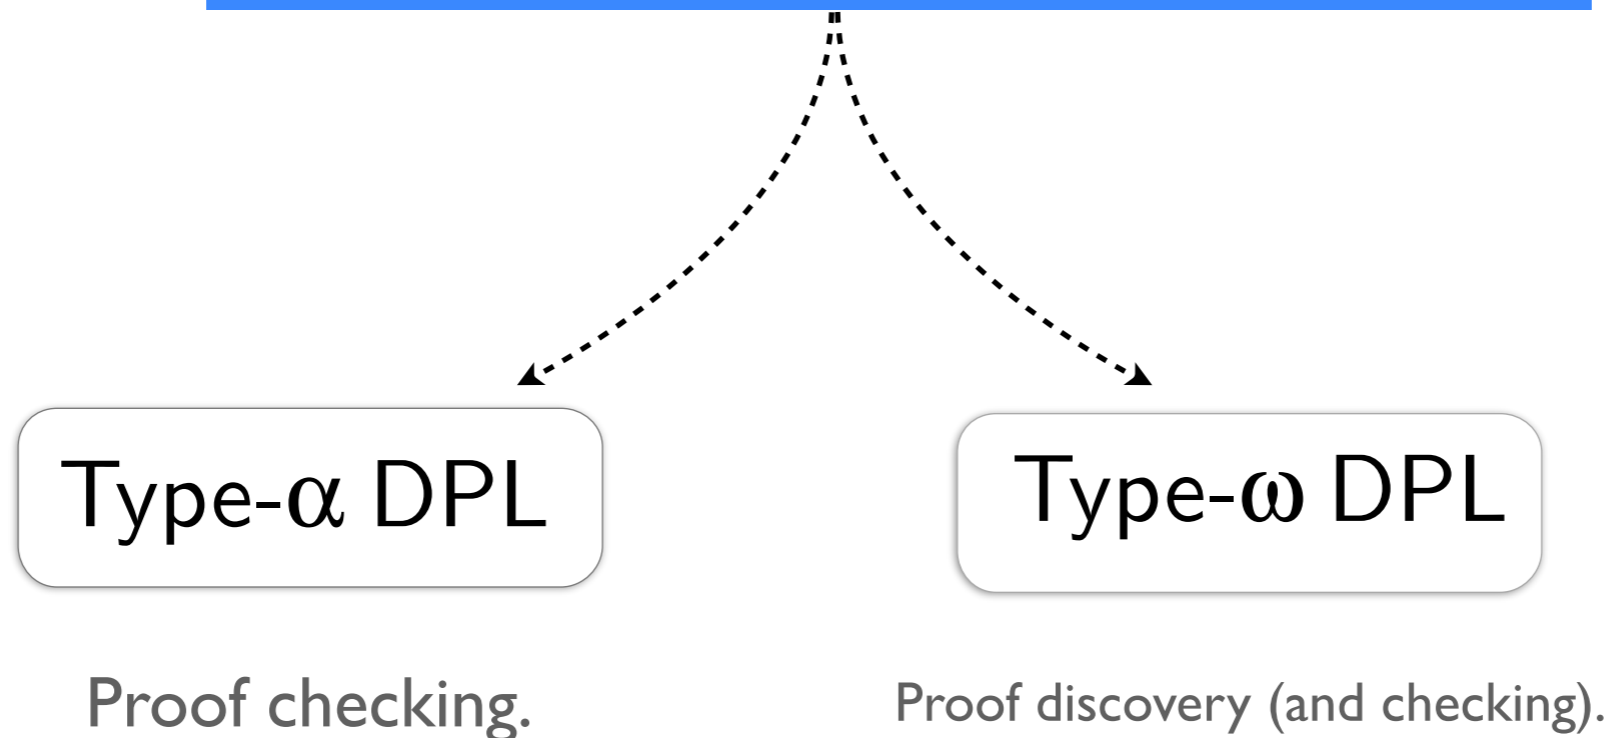 Type-α DPL
Type-ω DPL
Proof checking.
Proof discovery (and checking).